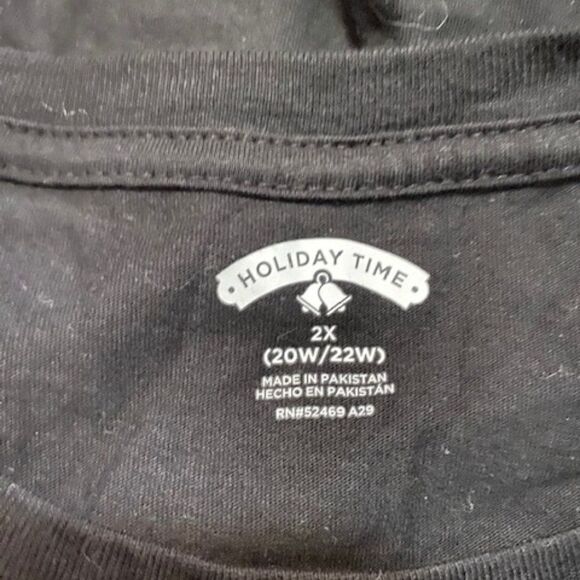 • HOLIDAY TIME •
2X
(20W/22W)
MADE IN PAKISTAN
HECHO EN PAKISTÁN
RN#52469 A29